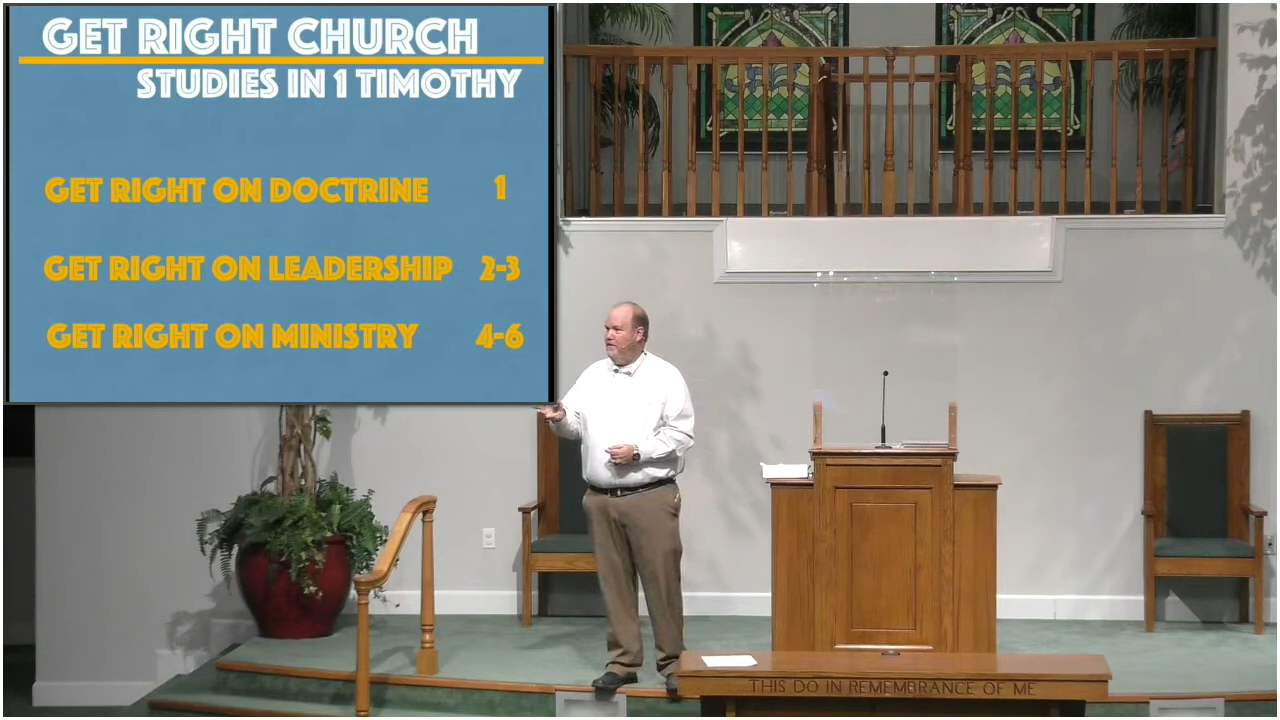 GET RIGHT CHURCH
STUDIES IN 1 TIMOTHY
GET RIGHT ON DOCTRINE 1
GET RIGHT ON LEADERSHIP 2-3
GET RIGHT ON MINISTRY 4-6
THIS DO IN REMEMBRANCE OF ME